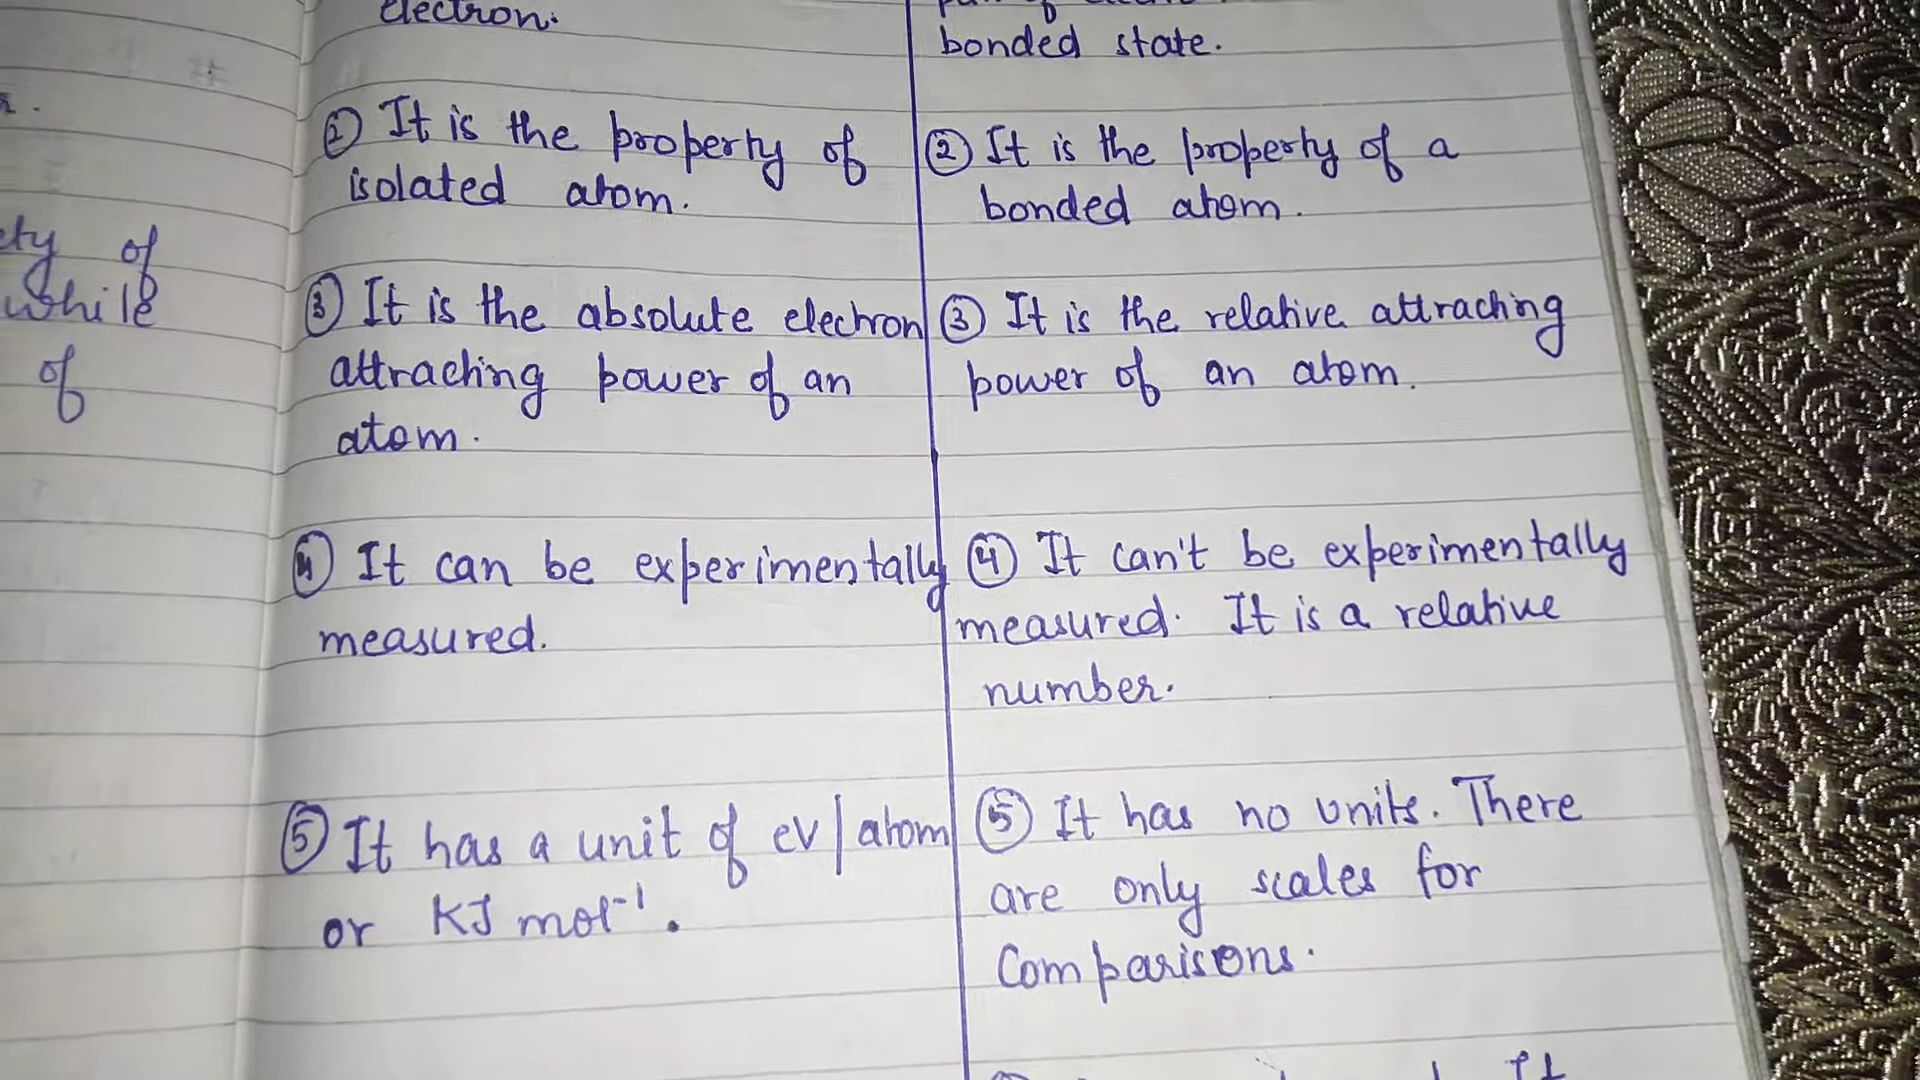 electron.
② It is the property of
isolated atom.
③ It is the absolute electron
attracting power of an
atom.
④ It can be experimentally
measured.
⑤ It has a unit of eV/atom
or KJ mol⁻¹.
bonded state.
② It is the property of a
bonded atom.
③ It is the relative attracting
power of an atom.
④ It can't be experimentally
measured. It is a relative
number.
⑤ It has no units. There
are only scales for
Comparisons.
of
while
of